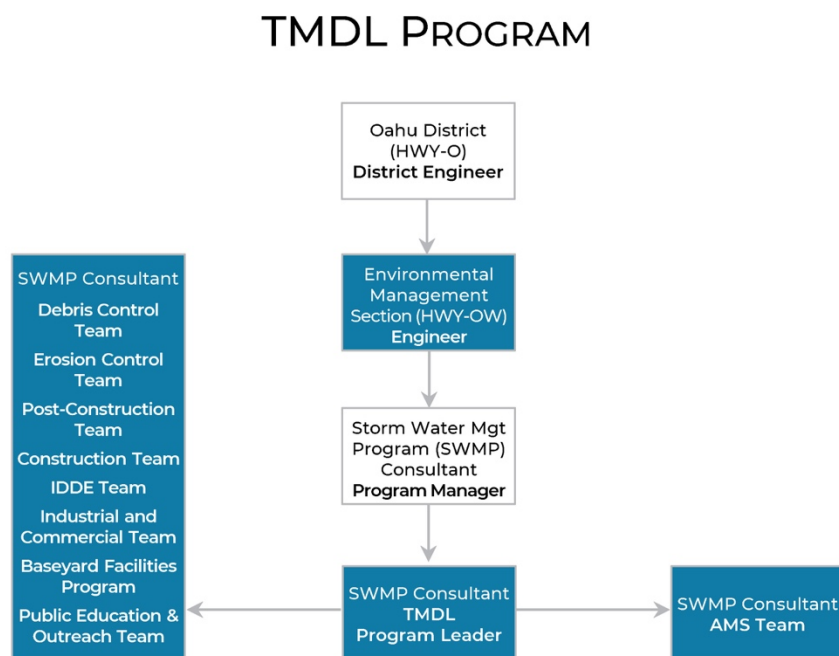 TMDL PROGRAM
Oahu District
(HWY-O)
District Engineer
Environmental
Management
Section (HWY-OW)
Engineer
Storm Water Mgt
Program (SWMP)
Consultant
Program Manager
SWMP Consultant
TMDL
Program Leader
SWMP Consultant
Debris Control
Team
Erosion Control
Team
Post-Construction
Team
Construction Team
IDDE Team
Industrial and
Commercial Team
Baseyard Facilities
Program
Public Education &
Outreach Team
SWMP Consultant
AMS Team